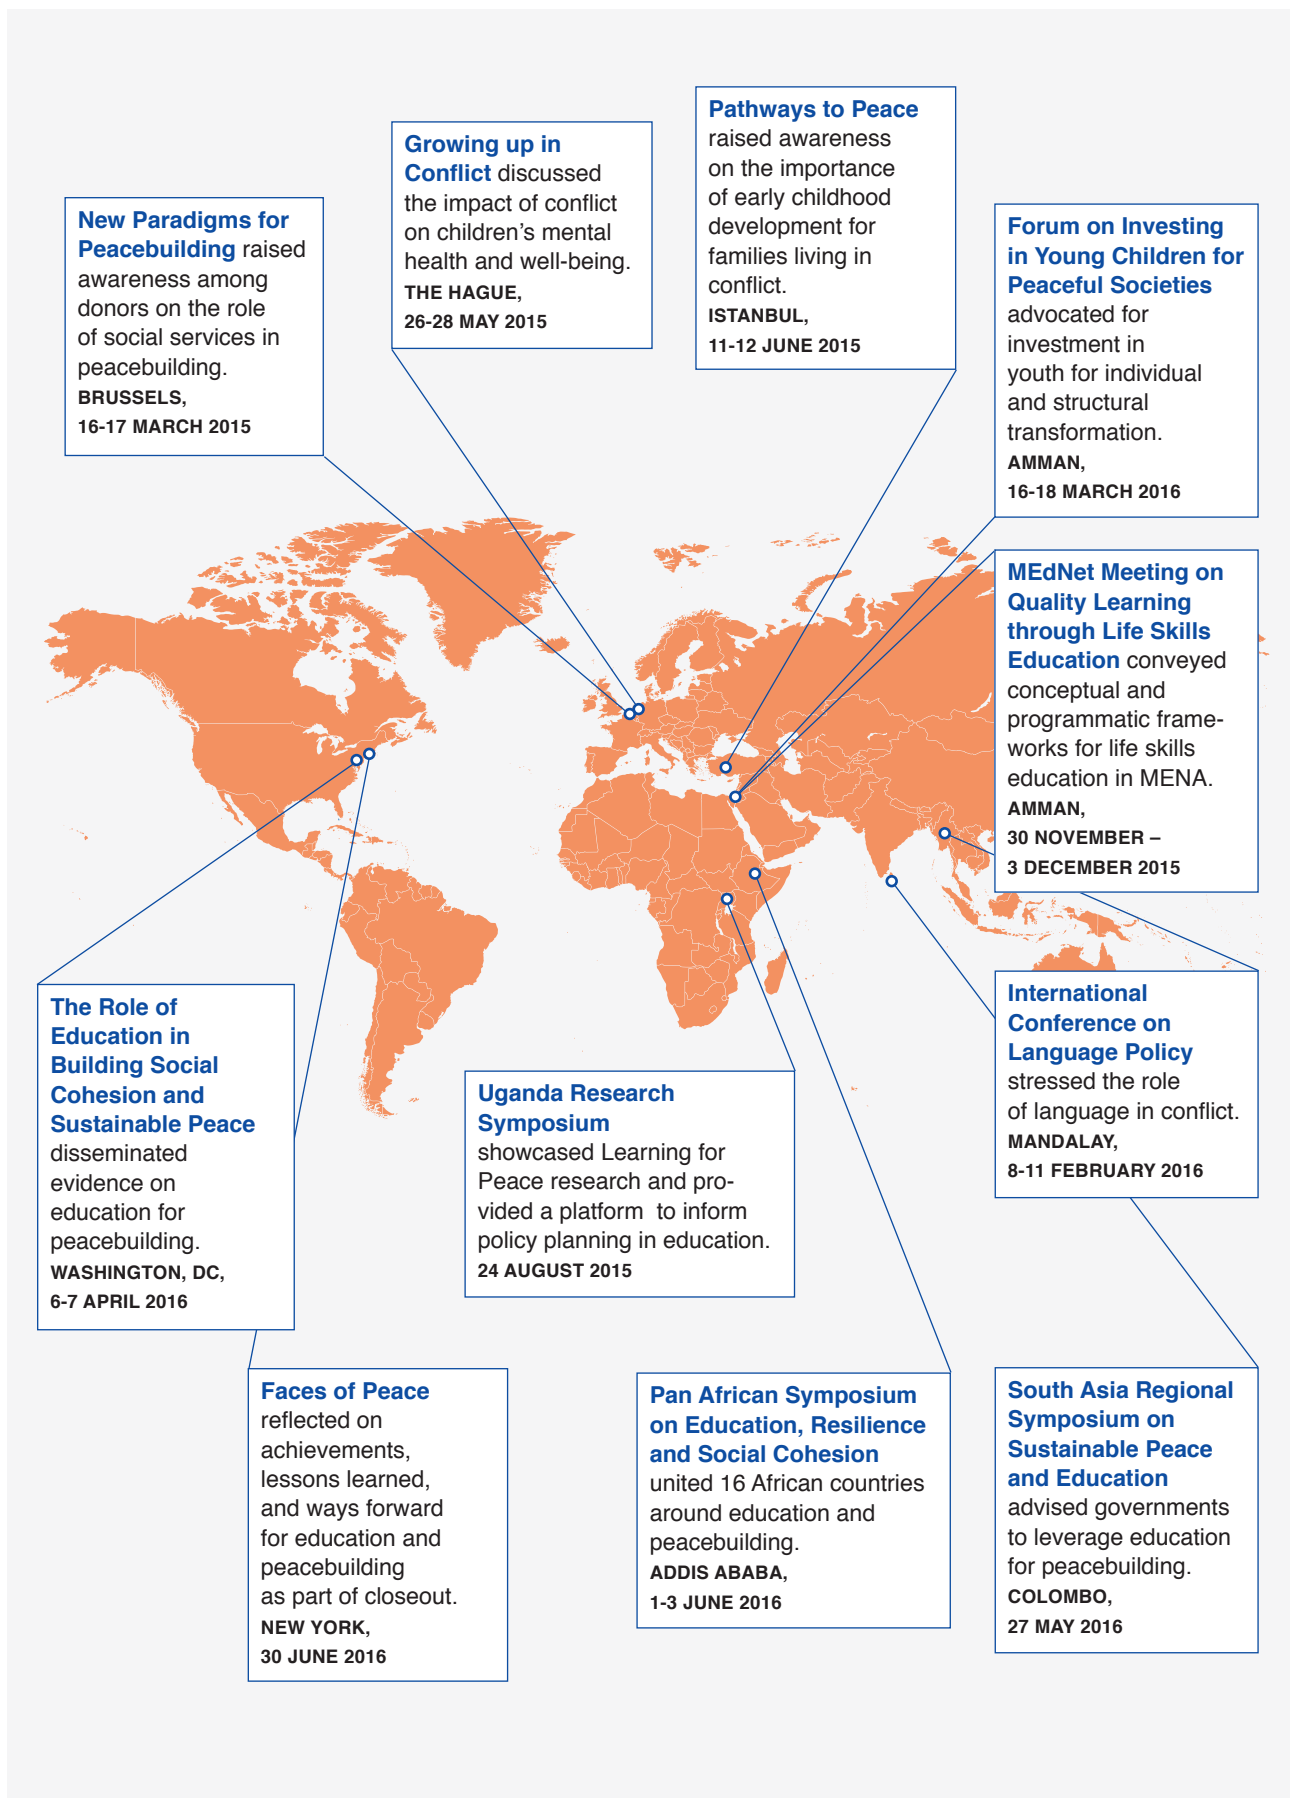 New Paradigms for
Peacebuilding raised
awareness among
donors on the role
of social services in
peacebuilding.
BRUSSELS,
16-17 MARCH 2015
Growing up in
Conflict discussed
the impact of conflict
on children’s mental
health and well-being.
THE HAGUE,
26-28 MAY 2015
Pathways to Peace
raised awareness
on the importance
of early childhood
development for
families living in
conflict.
ISTANBUL,
11-12 JUNE 2015
Forum on Investing
in Young Children for
Peaceful Societies
advocated for
investment in
youth for individual
and structural
transformation.
AMMAN,
16-18 MARCH 2016
MEdNet Meeting on
Quality Learning
through Life Skills
Education conveyed
conceptual and
programmatic frame-
works for life skills
education in MENA.
AMMAN,
30 NOVEMBER –
3 DECEMBER 2015
The Role of
Education in
Building Social
Cohesion and
Sustainable Peace
disseminated
evidence on
education for
peacebuilding.
WASHINGTON, DC,
6-7 APRIL 2016
Uganda Research
Symposium
showcased Learning for
Peace research and pro-
vided a platform  to inform
policy planning in education.
24 AUGUST 2015
International
Conference on
Language Policy
stressed the role
of language in conflict.
MANDALAY,
8-11 FEBRUARY 2016
Faces of Peace
reflected on
achievements,
lessons learned,
and ways forward
for education and
peacebuilding
as part of closeout.
NEW YORK,
30 JUNE 2016
Pan African Symposium
on Education, Resilience
and Social Cohesion
united 16 African countries
around education and
peacebuilding.
ADDIS ABABA,
1-3 JUNE 2016
South Asia Regional
Symposium on
Sustainable Peace
and Education
advised governments
to leverage education
for peacebuilding.
COLOMBO,
27 MAY 2016